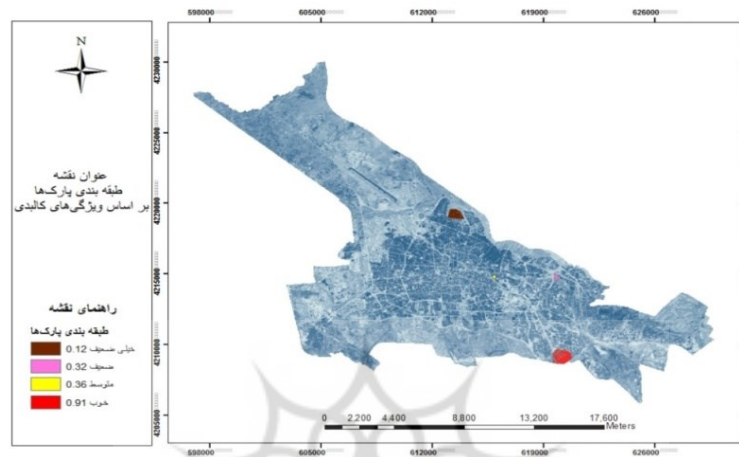 598000 605000 612000 619000 626000
N
4230000
4225000
4220000
4215000
4210000
4205000
عنوان نقشه
طبقه بندی پارک‌ها
بر اساس ویژگی‌های کالبدی
راهنمای نقشه
طبقه بندی پارک‌ها
خیلی ضعیف 0.12
ضعیف 0.32
متوسط 0.36
خوب 0.91
0 2,200 4,400 8,800 13,200 17,600
Meters
598000 605000 612000 619000 626000